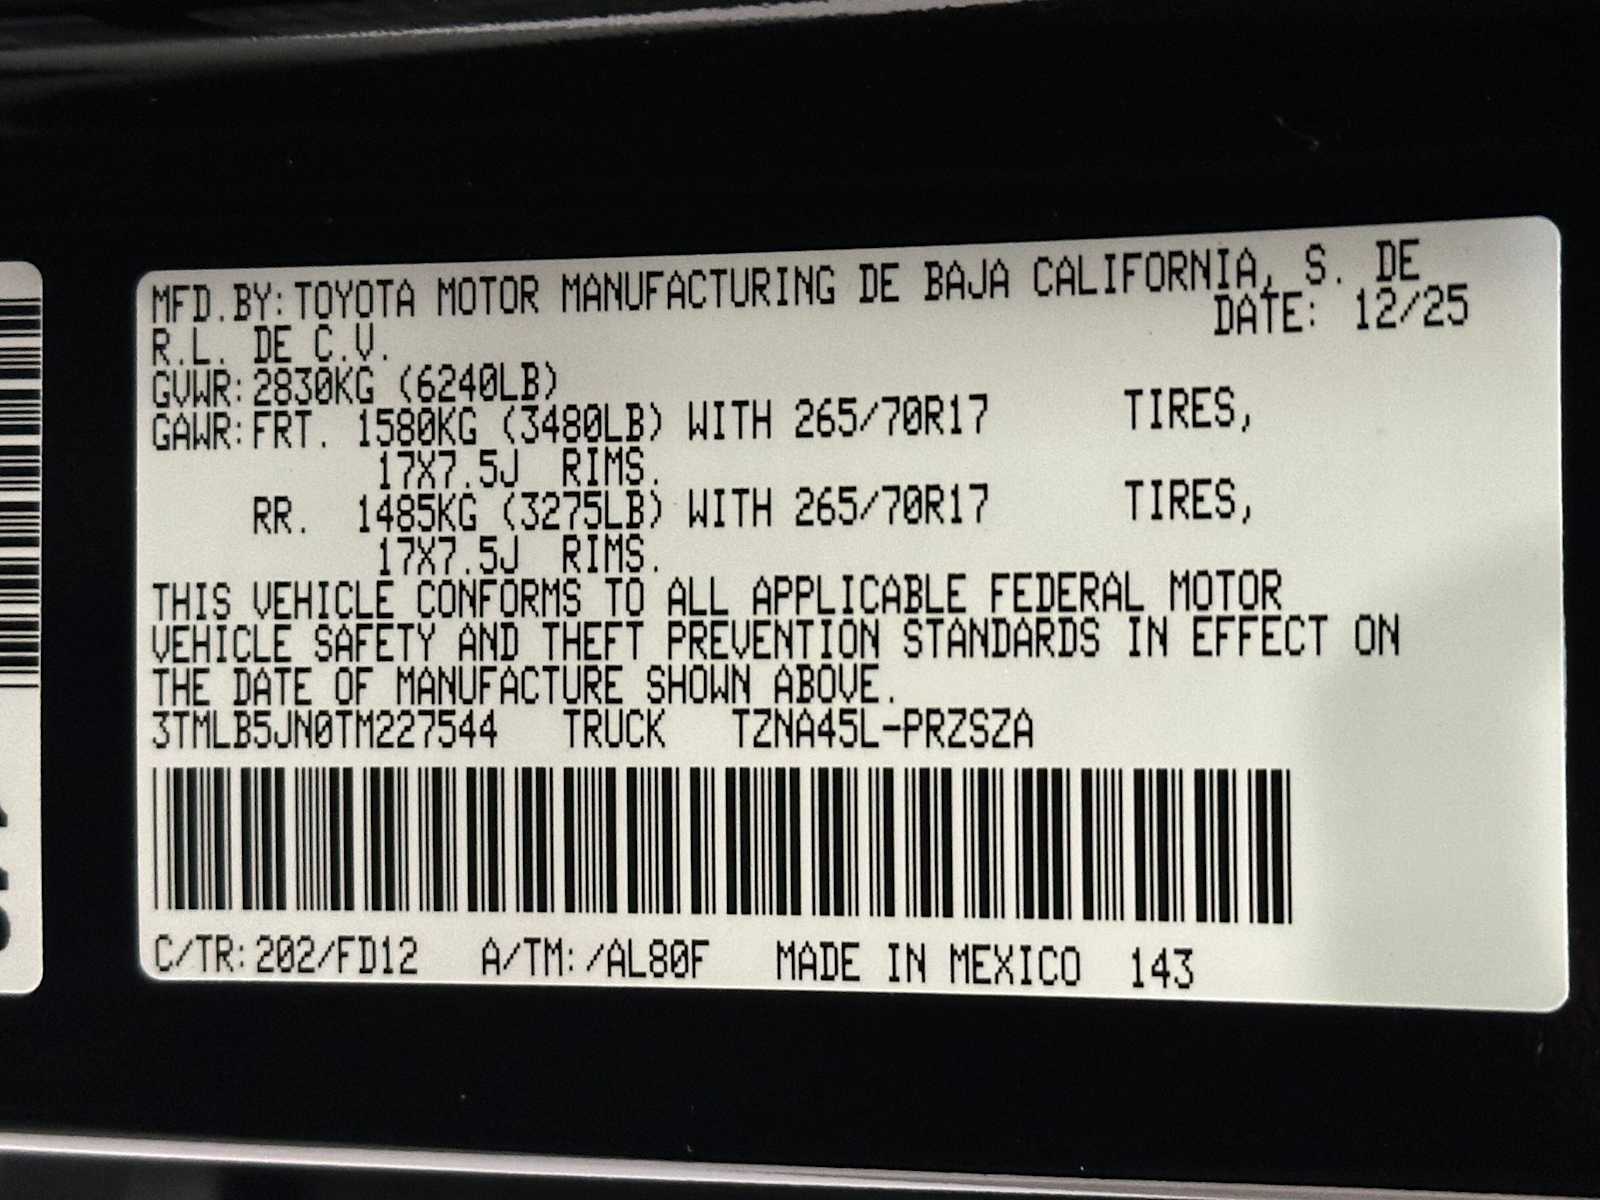 MFD.BY: TOYOTA MOTOR MANUFACTURING DE BAJA CALIFORNIA, S. DE
R.L. DE C.V. DATE: 12/25
GVWR: 2830KG (6240LB)
GAWR: FRT. 1580KG (3480LB) WITH 265/70R17 TIRES,
17X7.5J RIMS.
RR. 1485KG (3275LB) WITH 265/70R17 TIRES,
17X7.5J RIMS.
THIS VEHICLE CONFORMS TO ALL APPLICABLE FEDERAL MOTOR
VEHICLE SAFETY AND THEFT PREVENTION STANDARDS IN EFFECT ON
THE DATE OF MANUFACTURE SHOWN ABOVE.
3TMLB5JN0TM227544 TRUCK TZNA45L-PRZSZA
C/TR: 202/FD12 A/TM: /AL80F MADE IN MEXICO 143